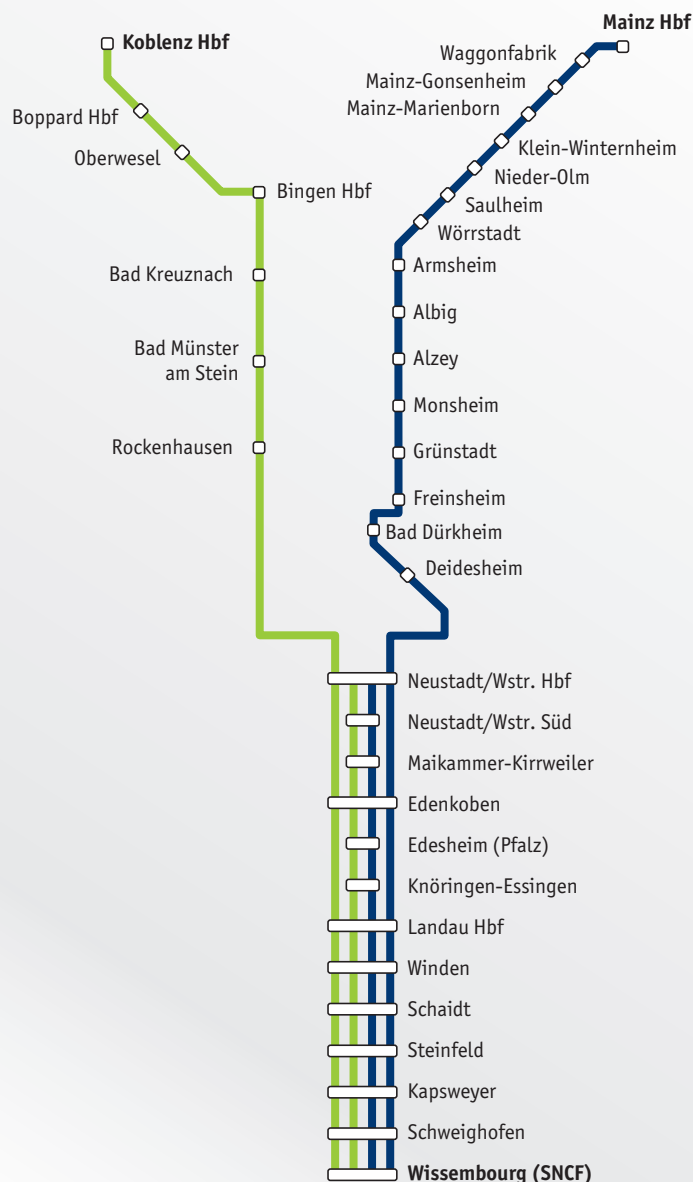 Koblenz Hbf
Boppard Hbf
Oberwesel
Bingen Hbf
Bad Kreuznach
Bad Münster
am Stein
Rockenhausen
Mainz Hbf
Waggonfabrik
Mainz-Gonsenheim
Mainz-Marienborn
Klein-Winternheim
Nieder-Olm
Saulheim
Wörrstadt
Armsheim
Albig
Alzey
Monsheim
Grünstadt
Freinsheim
Bad Dürkheim
Deidesheim
Neustadt/Wstr. Hbf
Neustadt/Wstr. Süd
Maikammer-Kirrweiler
Edenkoben
Edesheim (Pfalz)
Knöringen-Essingen
Landau Hbf
Winden
Schaidt
Steinfeld
Kapsweyer
Schweighofen
Wissembourg (SNCF)